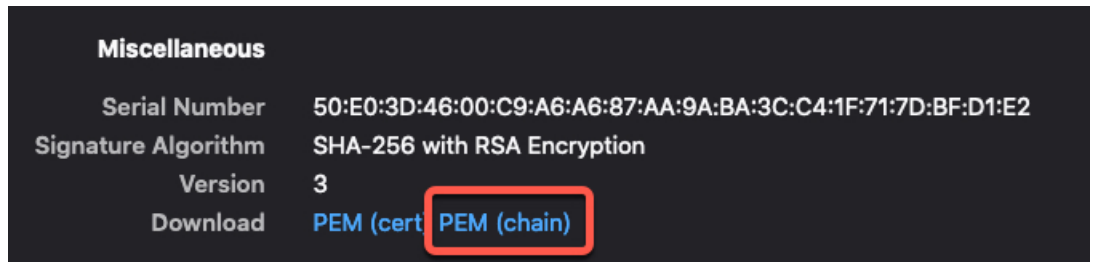 Miscellaneous
Serial Number 50:E0:3D:46:00:C9:A6:A6:87:AA:9A:BA:3C:C4:1F:71:7D:BF:D1:E2
Signature Algorithm SHA-256 with RSA Encryption
Version 3
Download PEM (cert) PEM (chain)